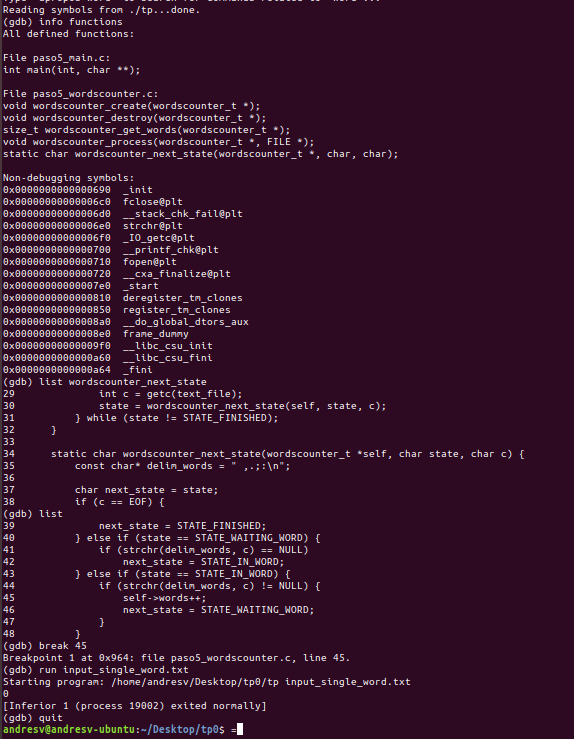 Reading symbols from ./tp...done.
(gdb) info functions
All defined functions:

File paso5_main.c:
int main(int, char **);

File paso5_wordscounter.c:
void wordscounter_create(wordscounter_t *);
void wordscounter_destroy(wordscounter_t *);
size_t wordscounter_get_words(wordscounter_t *);
void wordscounter_process(wordscounter_t *, FILE *);
static char wordscounter_next_state(wordscounter_t *, char, char);

Non-debugging symbols:
0x0000000000000690  _init
0x00000000000006c0  fclose@plt
0x00000000000006d0  __stack_chk_fail@plt
0x00000000000006e0  strchr@plt
0x00000000000006f0  _IO_getc@plt
0x0000000000000700  __printf_chk@plt
0x0000000000000710  fopen@plt
0x0000000000000720  __cxa_finalize@plt
0x00000000000007e0  _start
0x0000000000000810  deregister_tm_clones
0x0000000000000850  register_tm_clones
0x00000000000008a0  __do_global_dtors_aux
0x00000000000008e0  frame_dummy
0x00000000000009f0  __libc_csu_init
0x0000000000000a60  __libc_csu_fini
0x0000000000000a64  _fini
(gdb) list wordscounter_next_state
29              int c = getc(text_file);
30              state = wordscounter_next_state(self, state, c);
31          } while (state != STATE_FINISHED);
32      }
33
34      static char wordscounter_next_state(wordscounter_t *self, char state, char c) {
35          const char* delim_words = " ,.;:\n";
36
37          char next_state = state;
38          if (c == EOF) {
(gdb) list
39              next_state = STATE_FINISHED;
40          } else if (state == STATE_WAITING_WORD) {
41              if (strchr(delim_words, c) == NULL)
42                  next_state = STATE_IN_WORD;
43          } else if (state == STATE_IN_WORD) {
44              if (strchr(delim_words, c) != NULL) {
45                  self->words++;
46                  next_state = STATE_WAITING_WORD;
47              }
48          }
(gdb) break 45
Breakpoint 1 at 0x964: file paso5_wordscounter.c, line 45.
(gdb) run input_single_word.txt
Starting program: /home/andresv/Desktop/tp0/tp input_single_word.txt
0
[Inferior 1 (process 19002) exited normally]
(gdb) quit
andresv@andresv-ubuntu:~/Desktop/tp0$ =